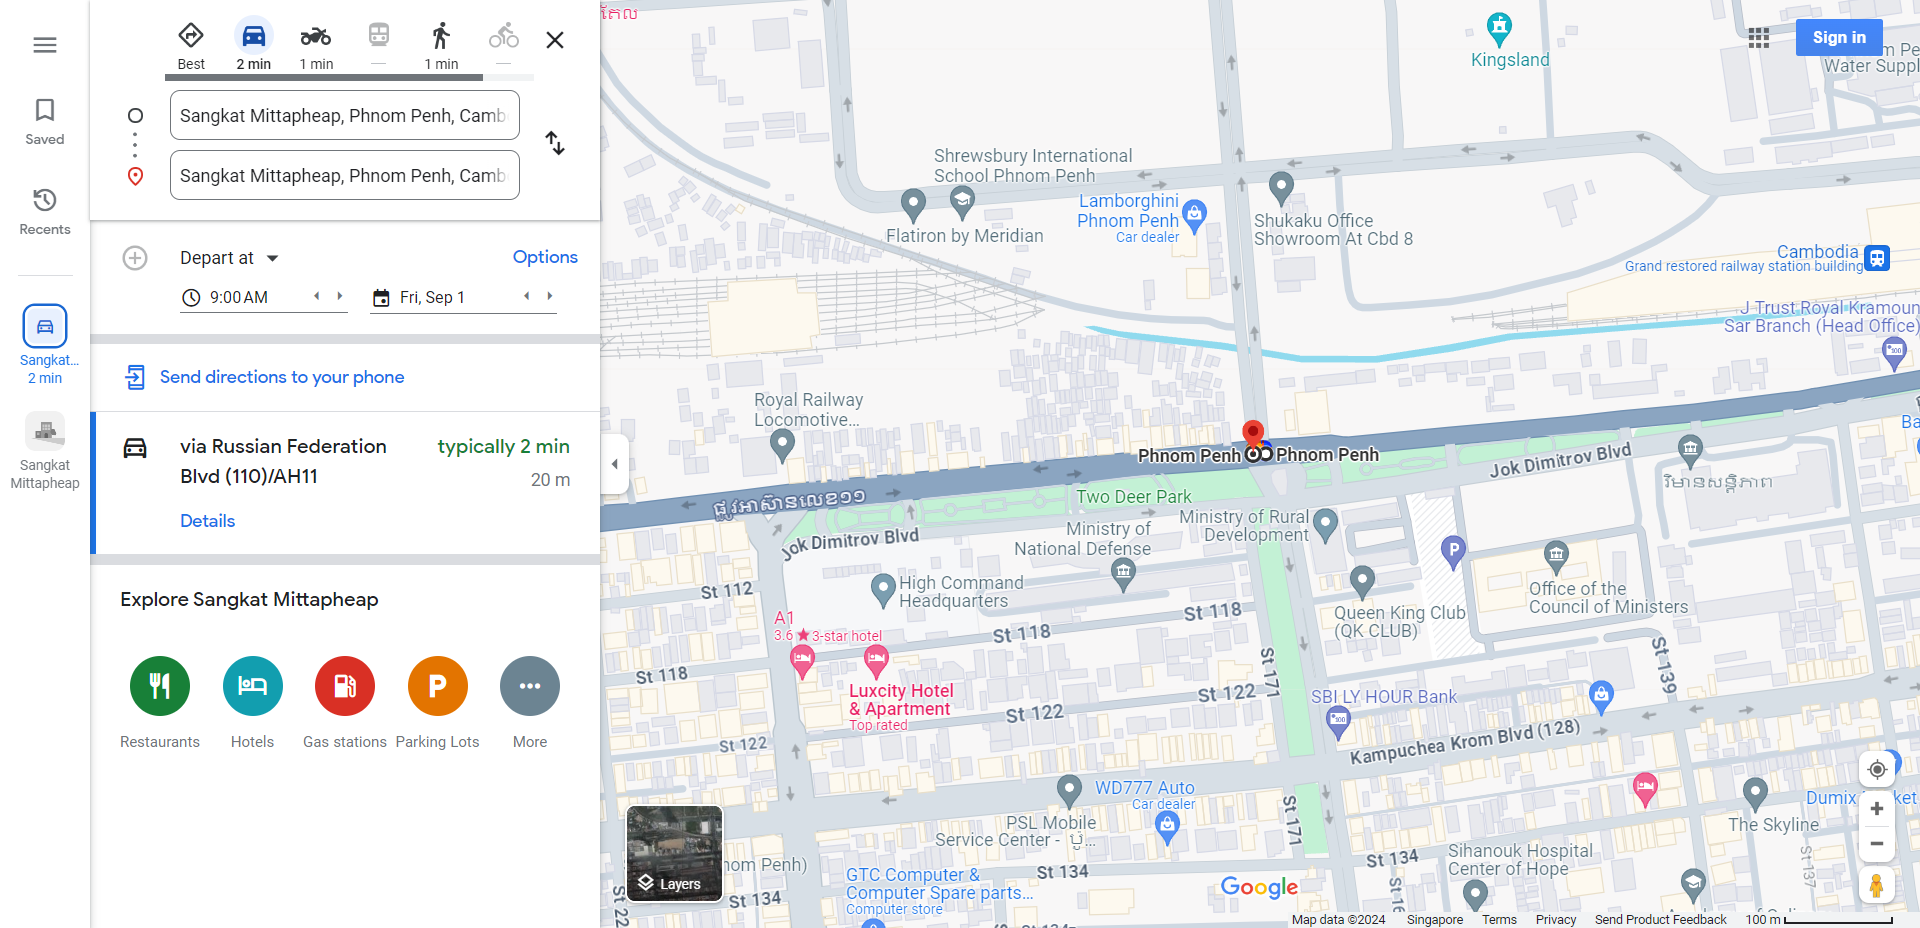 Saved
Recents
Sangkat...
2 min
Sangkat
Mittapheap
Best
2 min
1 min
1 min
Sangkat Mittapheap, Phnom Penh, Camb
Sangkat Mittapheap, Phnom Penh, Camb
Depart at
Options
9:00 AM
Fri, Sep 1
Send directions to your phone
via Russian Federation
Blvd (110)/AH11
typically 2 min
20 m
Details
Explore Sangkat Mittapheap
Restaurants
Hotels
Gas stations
Parking Lots
More
Layers
Sign in
Kingsland
Water Suppl
Shrewsbury International
School Phnom Penh
Flatiron by Meridian
Lamborghini
Phnom Penh
Car dealer
Shukaku Office
Showroom At Cbd 8
Cambodia
Grand restored railway station building
J Trust Royal Kramoun
Sar Branch (Head Office)
Royal Railway
Locomotive...
Phnom Penh
Phnom Penh
Two Deer Park
Jok Dimitrov Blvd
វិមានសន្តិភាព
ផ្លូវអាស៊ានលេខ១១
Jok Dimitrov Blvd
Ministry of
National Defense
Ministry of Rural
Development
P
Office of the
Council of Ministers
High Command
Headquarters
Queen King Club
(QK CLUB)
St 112
St 118
St 118
St 118
A1
3.6 ★ 3-star hotel
Luxcity Hotel
& Apartment
Top rated
St 171
St 139
St 122
St 122
St 122
SBI LY HOUR Bank
Kampuchea Krom Blvd (128)
WD777 Auto
Car dealer
PSL Mobile
Service Center - ប៉ូ...
St 171
Dumix
The Skyline
nom Penh)
St 134
St 134
St 134
GTC Computer &
Computer Spare parts...
Computer store
Sihanouk Hospital
Center of Hope
St 137
St 22
Google
Map data ©2024
Singapore
Terms
Privacy
Send Product Feedback
100 m